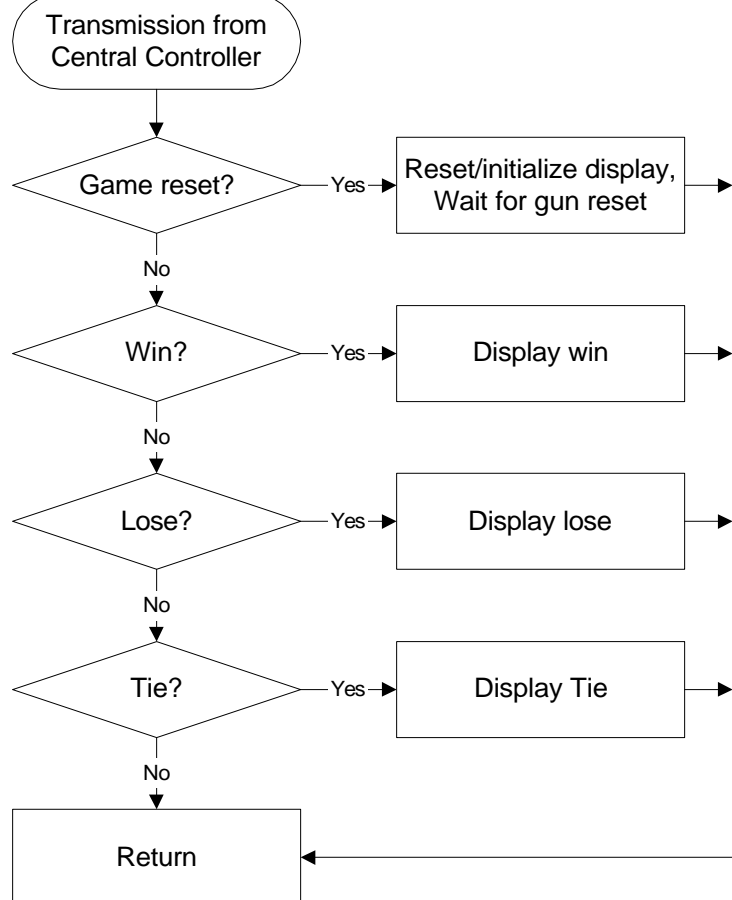 Transmission from
Central Controller
Game reset?
Yes
Reset/initialize display,
Wait for gun reset
No
Win?
Yes
Display win
No
Lose?
Yes
Display lose
No
Tie?
Yes
Display Tie
No
Return